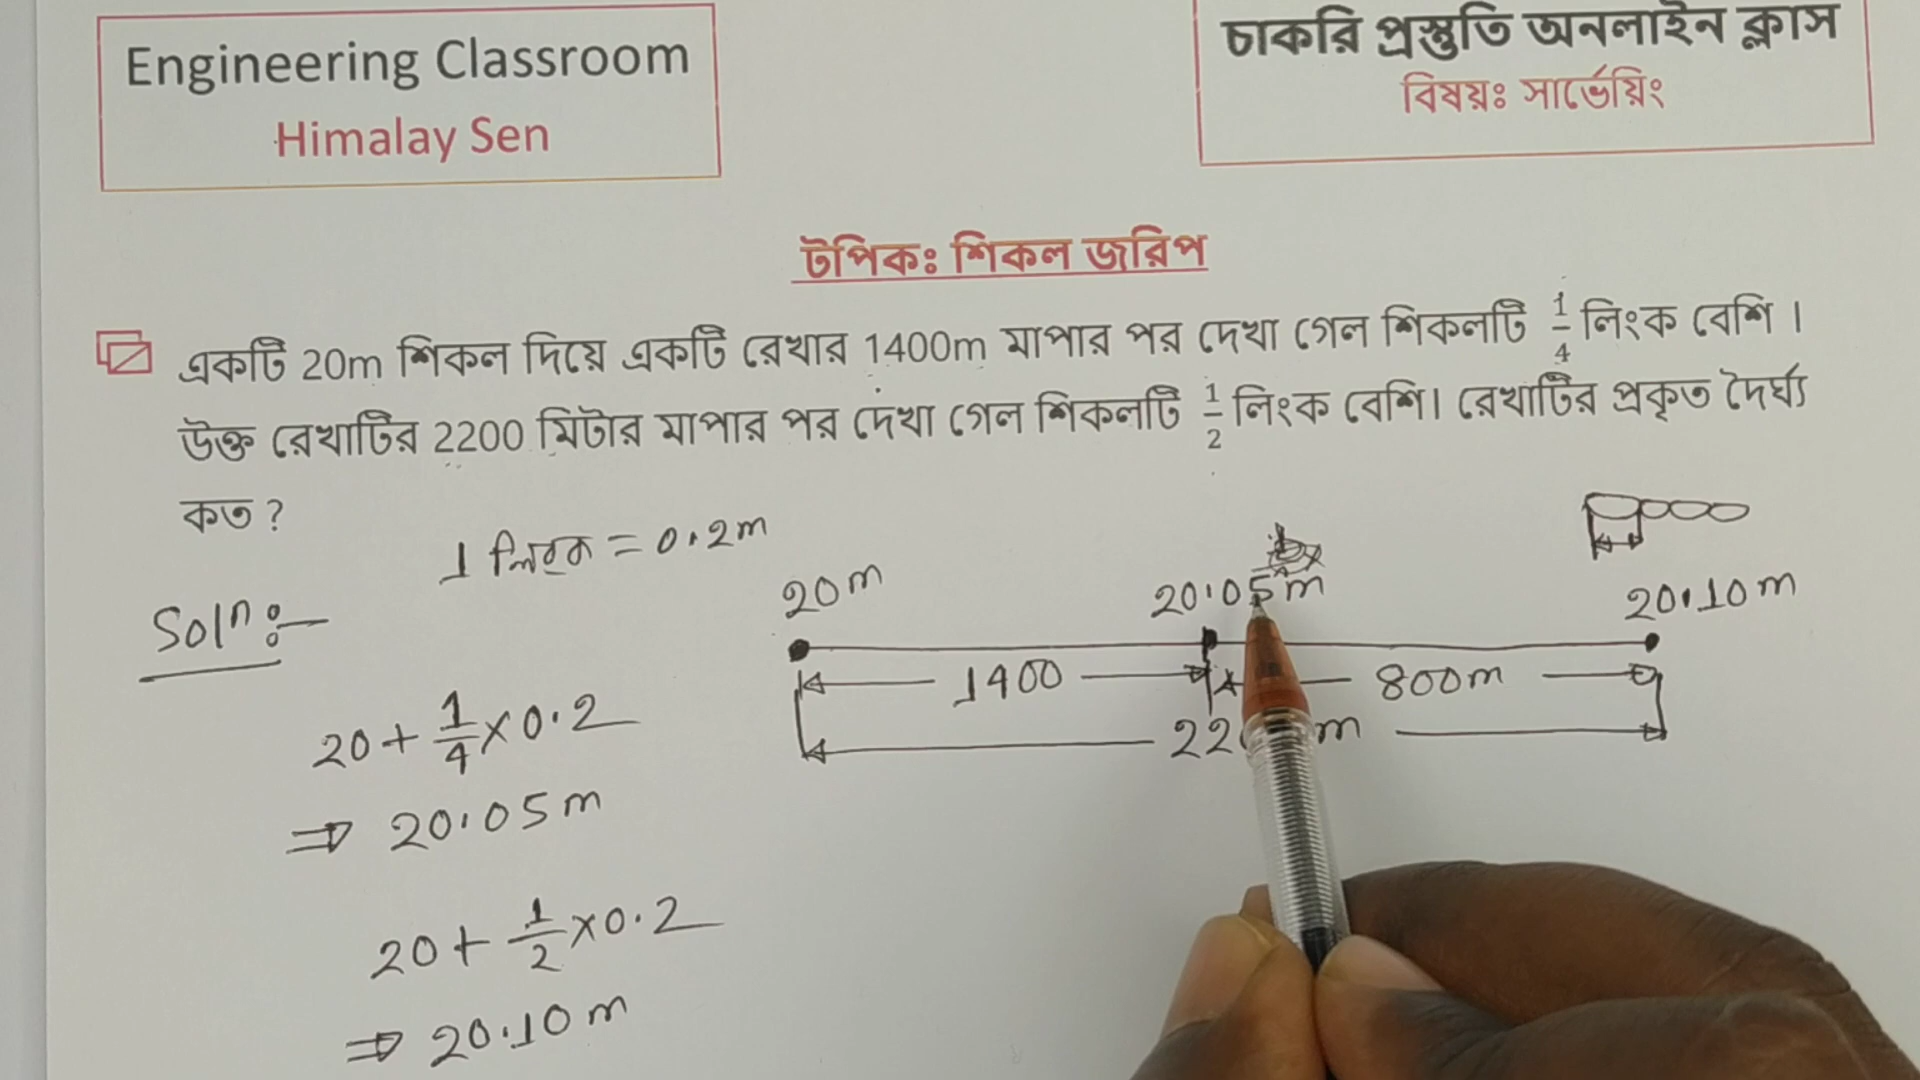 Engineering Classroom
Himalay Sen
চাকরি প্রস্তুতি অনলাইন ক্লাস
বিষয়ঃ সার্ভেয়িং
টপিকঃ শিকল জরিপ
একটি 20m শিকল দিয়ে একটি রেখার 1400m মাপার পর দেখা গেল শিকলটি 1/4 লিংক বেশি।
উক্ত রেখাটির 2200 মিটার মাপার পর দেখা গেল শিকলটি 1/2 লিংক বেশি। রেখাটির প্রকৃত দৈর্ঘ্য
কত ?
1 লিংক = 0.2m
Soln :—
20m 20.05m 20.10m
1400 800m
22 m
20 + 1/4 × 0.2
⇒ 20.05m
20 + 1/2 × 0.2
⇒ 20.10m